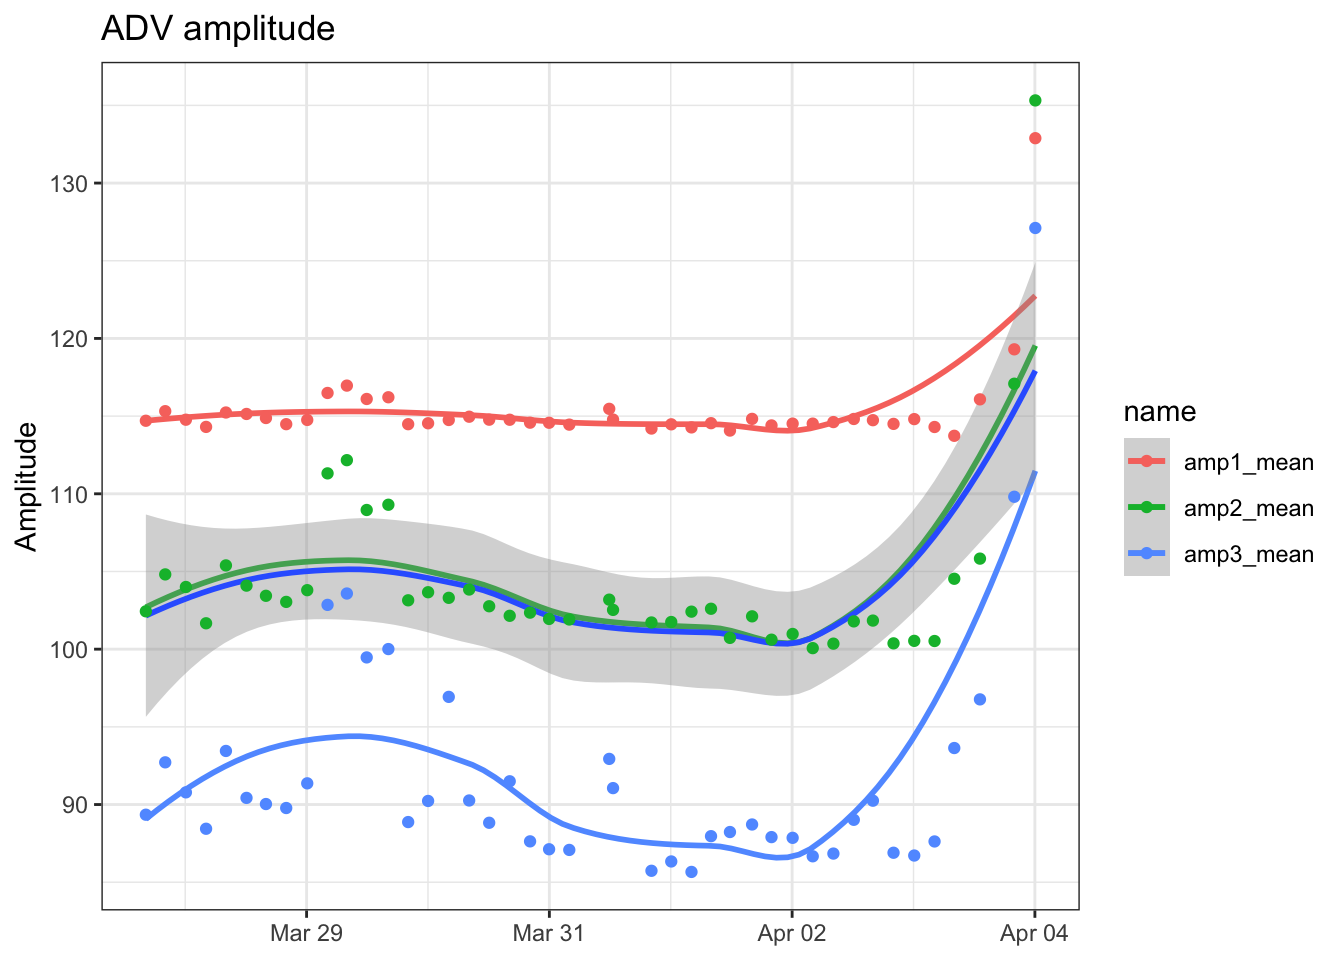 ADV amplitude
Amplitude
130
120
110
100
90
Mar 29
Mar 31
Apr 02
Apr 04
name
amp1_mean
amp2_mean
amp3_mean